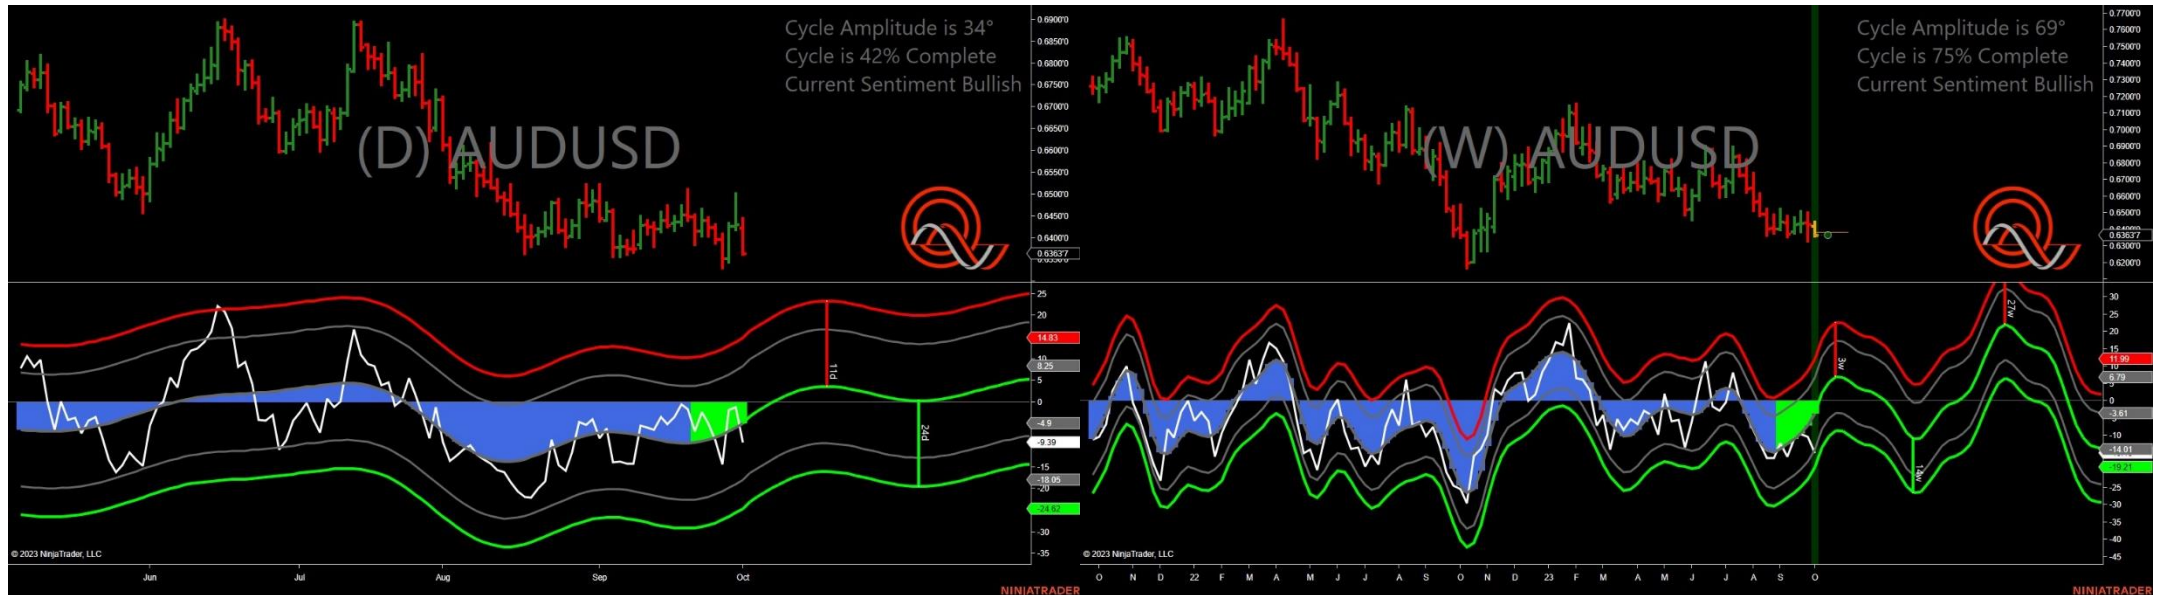 Cycle Amplitude is 34°
Cycle is 42% Complete
Current Sentiment Bullish
(D) AUDUSD
0.6900'0
0.6850'0
0.6800'0
0.6750'0
0.6700'0
0.6650'0
0.6600'0
0.6550'0
0.6500'0
0.6450'0
0.6400'0
0.6363'7
25
20
14.83
10
8.25
5
0
-4.9
-9.39
-15
-18.05
-20
-24.62
-30
-35
11d
24d
© 2023 NinjaTrader, LLC
Jun
Jul
Aug
Sep
Oct
NINJATRADER
Cycle Amplitude is 69°
Cycle is 75% Complete
Current Sentiment Bullish
(W) AUDUSD
0.7700'0
0.7600'0
0.7500'0
0.7400'0
0.7300'0
0.7200'0
0.7100'0
0.7000'0
0.6900'0
0.6800'0
0.6700'0
0.6600'0
0.6500'0
0.6363'7
0.6300'0
0.6200'0
30
25
20
15
11.99
6.79
0
-3.61
-10
-14.01
-19.21
-25
-30
-35
-40
-45
3w
14w
27w
© 2023 NinjaTrader, LLC
O N D 22 F M A M J J A S O N D 23 F M A M J J A S O
NINJATRADER